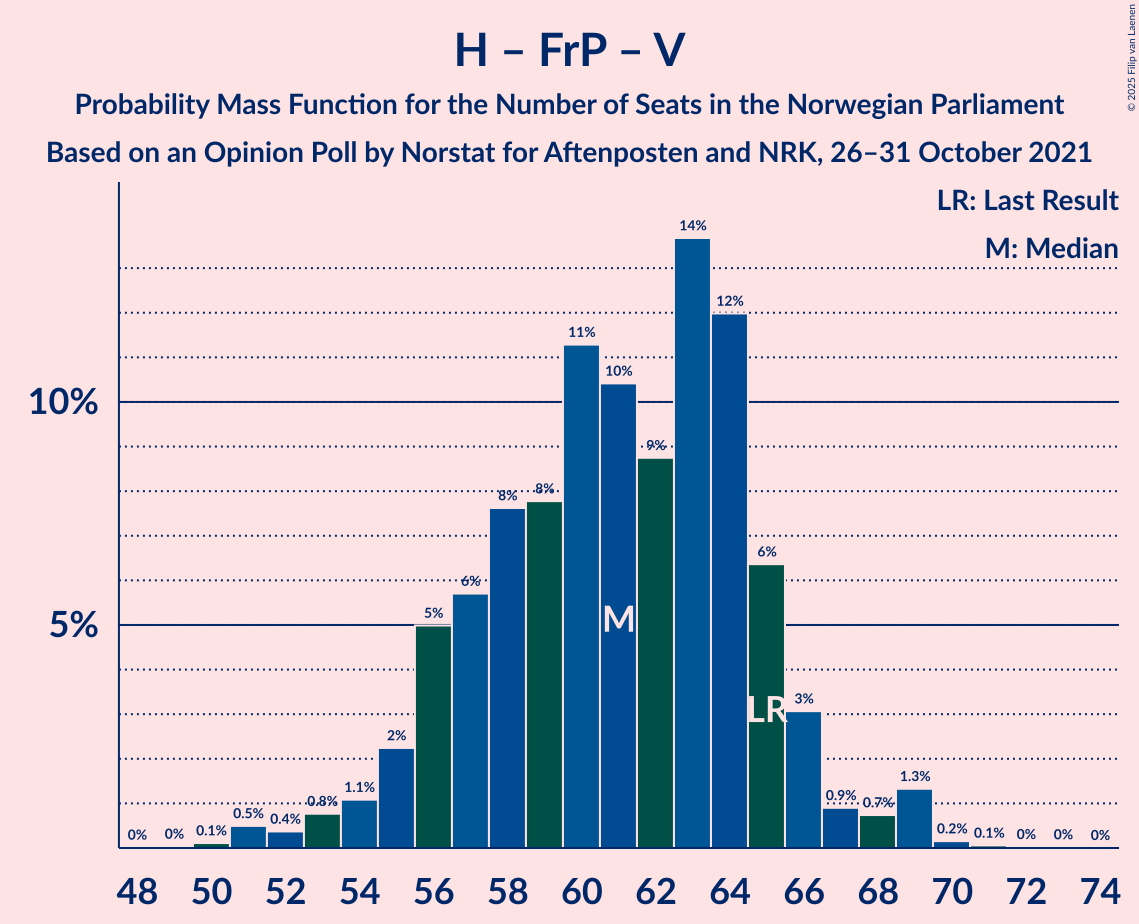 H – FrP – V
Probability Mass Function for the Number of Seats in the Norwegian Parliament
Based on an Opinion Poll by Norstat for Aftenposten and NRK, 26–31 October 2021
© 2025 Filip van Laenen
LR: Last Result
M: Median
10%
5%
0% 0% 0.1% 0.5% 0.4% 0.8% 1.1% 2% 5% 6% 8% 8% 11% 10% 9% 14% 12% 6% 3% 0.9% 0.7% 1.3% 0.2% 0.1% 0% 0% 0%
M
LR
48 50 52 54 56 58 60 62 64 66 68 70 72 74